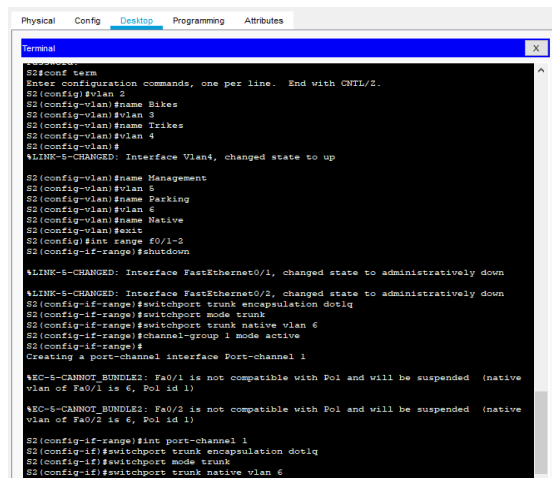 Physical Config Desktop Programming Attributes
Terminal X
Password:
S2#conf term
Enter configuration commands, one per line. End with CNTL/Z.
S2(config)#vlan 2
S2(config-vlan)#name Bikes
S2(config-vlan)#vlan 3
S2(config-vlan)#name Trikes
S2(config-vlan)#vlan 4
S2(config-vlan)#
%LINK-5-CHANGED: Interface Vlan4, changed state to up
S2(config-vlan)#name Management
S2(config-vlan)#vlan 5
S2(config-vlan)#name Parking
S2(config-vlan)#vlan 6
S2(config-vlan)#name Native
S2(config-vlan)#exit
S2(config)#int range f0/1-2
S2(config-if-range)#shutdown
%LINK-5-CHANGED: Interface FastEthernet0/1, changed state to administratively down
%LINK-5-CHANGED: Interface FastEthernet0/2, changed state to administratively down
S2(config-if-range)#switchport trunk encapsulation dot1q
S2(config-if-range)#switchport mode trunk
S2(config-if-range)#switchport trunk native vlan 6
S2(config-if-range)#channel-group 1 mode active
S2(config-if-range)#
Creating a port-channel interface Port-channel 1
%EC-5-CANNOT_BUNDLE2: Fa0/1 is not compatible with Po1 and will be suspended (native
vlan of Fa0/1 is 6, Po1 id 1)
%EC-5-CANNOT_BUNDLE2: Fa0/2 is not compatible with Po1 and will be suspended (native
vlan of Fa0/2 is 6, Po1 id 1)
S2(config-if-range)#int port-channel 1
S2(config-if)#switchport trunk encapsulation dot1q
S2(config-if)#switchport mode trunk
S2(config-if)#switchport trunk native vlan 6